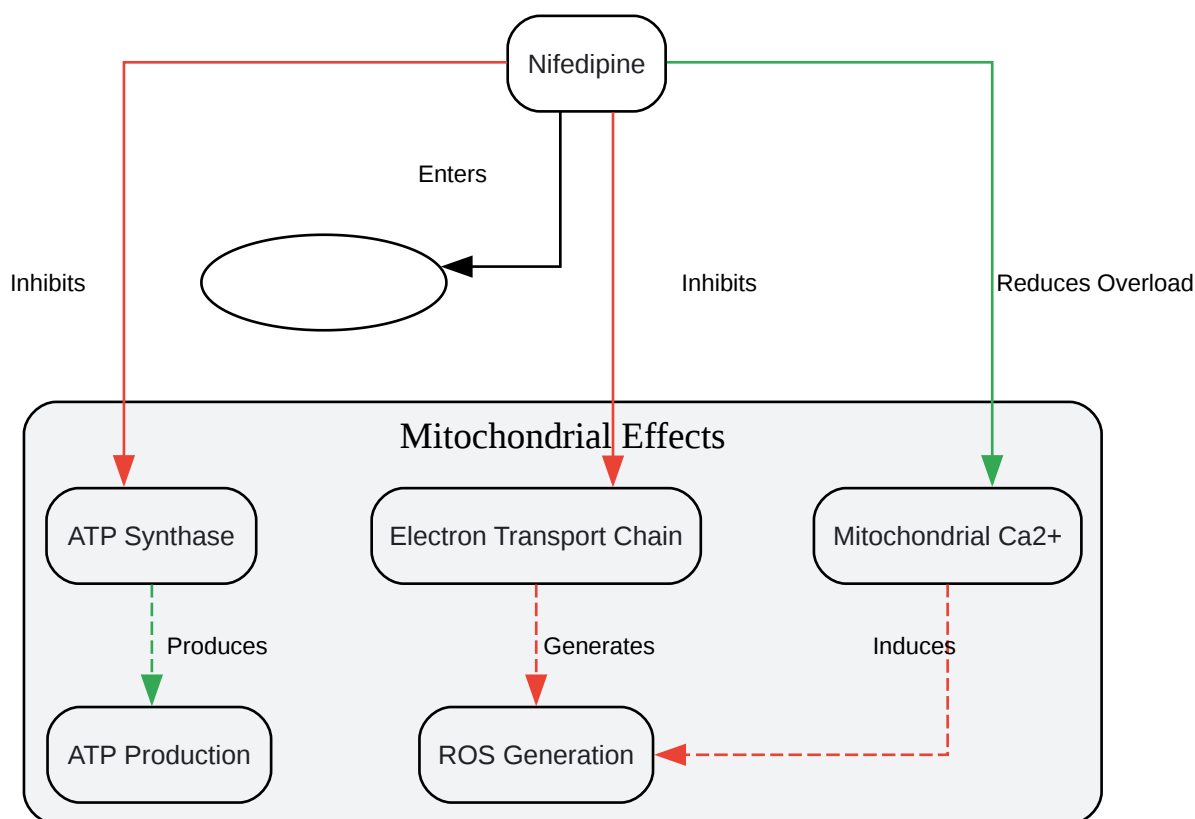 Nifedipine
Enters
Inhibits
Inhibits
Reduces Overload
Mitochondrial Effects
ATP Synthase
Electron Transport Chain
Mitochondrial Ca2+
Produces
Generates
Induces
ATP Production
ROS Generation